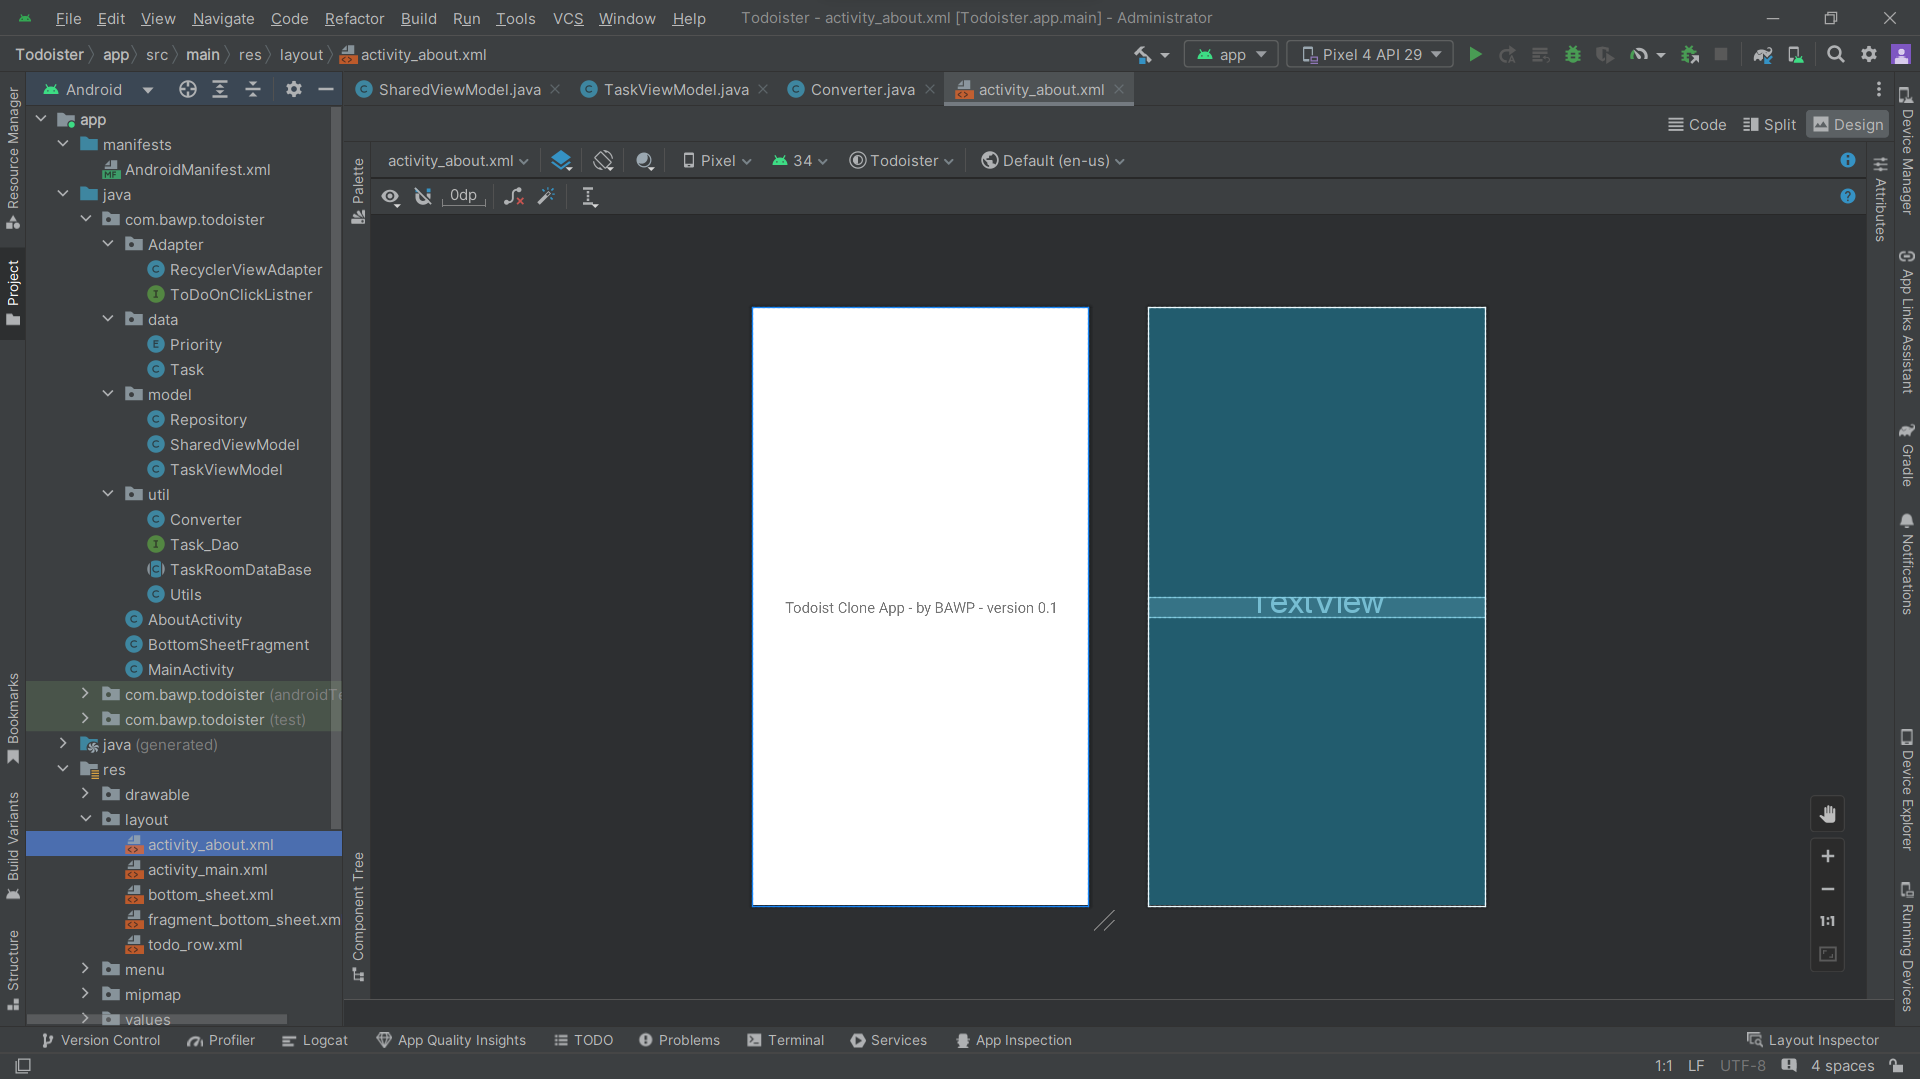 File Edit View Navigate Code Refactor Build Run Tools VCS Window Help Todoister - activity_about.xml [Todoister.app.main] - Administrator
Todoister app src main res layout activity_about.xml app Pixel 4 API 29
Android SharedViewModel.java TaskViewModel.java Converter.java activity_about.xml
Code Split Design
activity_about.xml Pixel 34 Todoister Default (en-us)
0dp
Resource Manager
Project
Bookmarks
Build Variants
Structure
app
manifests
AndroidManifest.xml
java
com.bawp.todoister
Adapter
RecyclerViewAdapter
ToDoOnClickListner
data
Priority
Task
model
Repository
SharedViewModel
TaskViewModel
util
Converter
Task_Dao
TaskRoomDataBase
Utils
AboutActivity
BottomSheetFragment
MainActivity
com.bawp.todoister (androidTe
com.bawp.todoister (test)
java (generated)
res
drawable
layout
activity_about.xml
activity_main.xml
bottom_sheet.xml
fragment_bottom_sheet.xm
todo_row.xml
menu
mipmap
values
Palette
Component Tree
Todoist Clone App - by BAWP - version 0.1
TextView
1:1
Attributes
Device Manager
App Links Assistant
Gradle
Notifications
Device Explorer
Running Devices
Version Control Profiler Logcat App Quality Insights TODO Problems Terminal Services App Inspection Layout Inspector
1:1 LF UTF-8 4 spaces